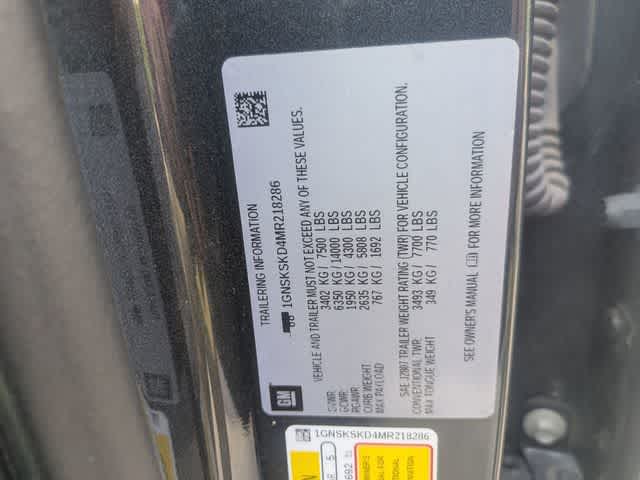 TRAILERING INFORMATION
1GNSKSKD4MR218286
VEHICLE AND TRAILER MUST NOT EXCEED ANY OF THESE VALUES.
GVWR: 3402 KG/ 7500 LBS
GCWR: 6350 KG/14000 LBS
RGAWR 1950 KG/ 4300 LBS
CURB WEIGHT 2635 KG/ 5808 LBS
MAX PAYLOAD 767 KG/ 1692 LBS
SAE J2807 TRAILER WEIGHT RATING (TWR) FOR VEHICLE CONFIGURATION.
CONVENTIONAL TWR: 3493 KG/ 7700 LBS
MAX TONGUE WEIGHT 349 KG/ 770 LBS
SEE OWNER'S MANUAL FOR MORE INFORMATION
GM
1GNSKSKD4MR218286
5
692